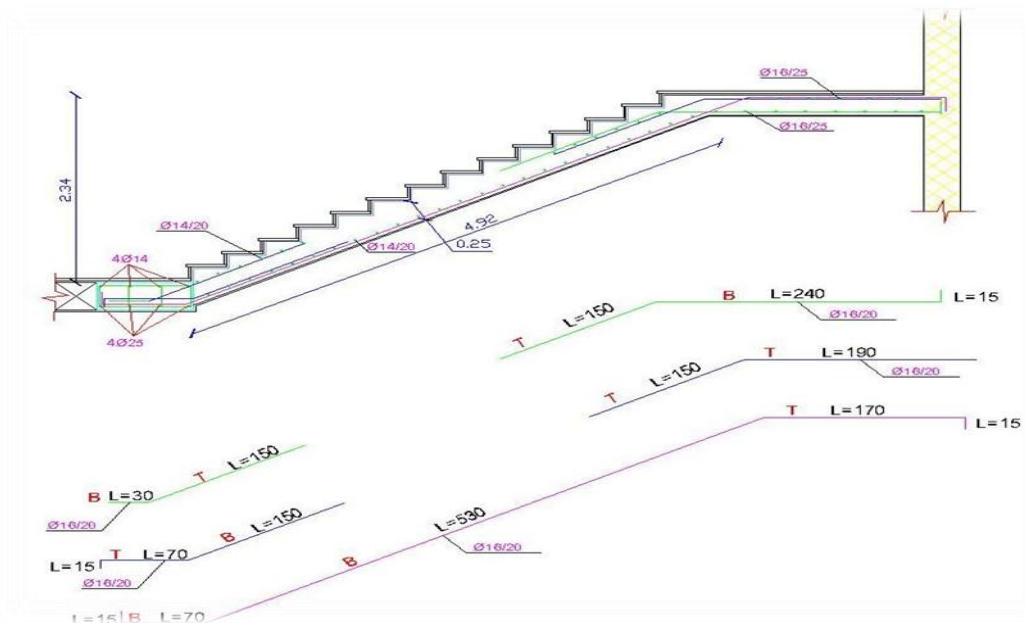 Ø16/25
Ø16/25
2.34
4.92
0.25
Ø14/20
Ø14/20
4Ø14
4Ø25
T L=150 B L=240 L=15
Ø16/20
T L=150 T L=190
Ø16/20
T L=170 L=15
B L=30 T L=150
Ø16/20
L=530
Ø16/20
B
L=15 T L=70 B L=150
Ø16/20
L=15 B L=70